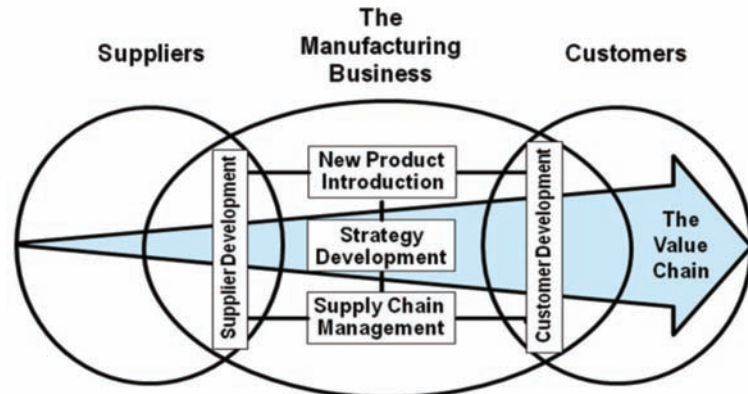 The
Manufacturing
Business
Suppliers
Customers
New Product
Introduction
Supplier Development
Customer Development
Strategy
Development
The
Value
Chain
Supply Chain
Management